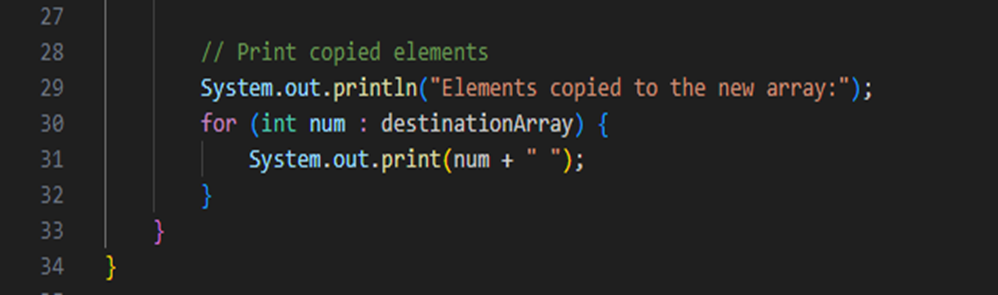 27
28 // Print copied elements
29 System.out.println("Elements copied to the new array:");
30 for (int num : destinationArray) {
31 System.out.print(num + " ");
32 }
33 }
34 }